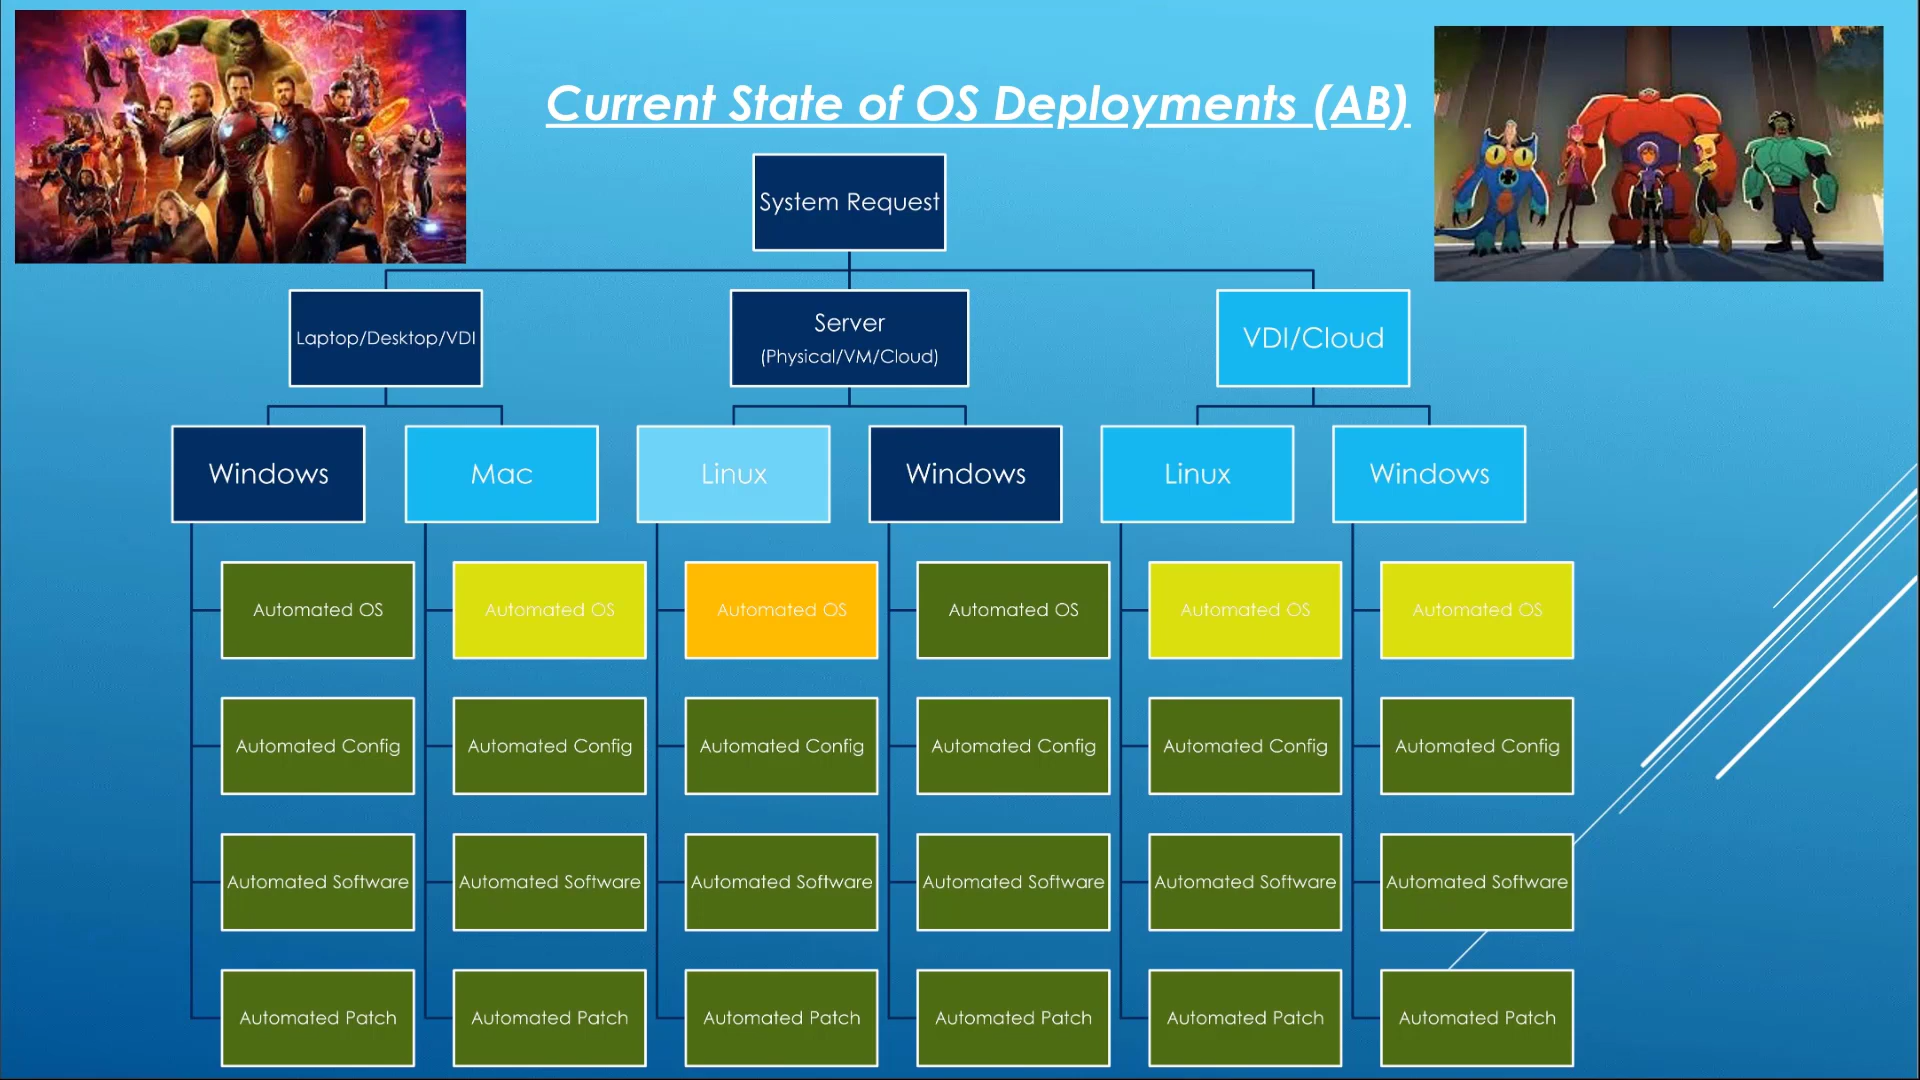 Current State of OS Deployments (AB)
System Request
Laptop/Desktop/VDI
Server
(Physical/VM/Cloud)
VDI/Cloud
Windows
Mac
Linux
Windows
Linux
Windows
Automated OS
Automated OS
Automated OS
Automated OS
Automated OS
Automated OS
Automated Config
Automated Config
Automated Config
Automated Config
Automated Config
Automated Config
Automated Software
Automated Software
Automated Software
Automated Software
Automated Software
Automated Software
Automated Patch
Automated Patch
Automated Patch
Automated Patch
Automated Patch
Automated Patch